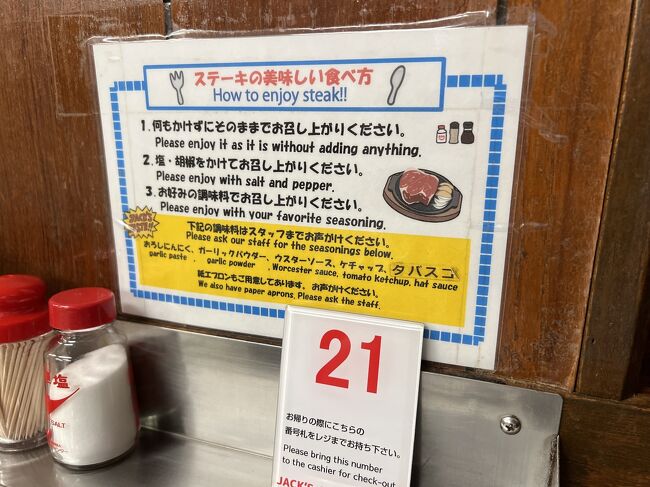 ステーキの美味しい食べ方
How to enjoy steak!!
1.何もかけずにそのままでお召し上がりください。
Please enjoy it as it is without adding anything.
2.塩・胡椒をかけてお召し上がりください。
Please enjoy with salt and pepper.
3.お好みの調味料でお召し上がりください。
Please enjoy with your favorite seasoning.
JACK'S
下記の調味料はスタッフまでお声がけください。
Please ask our staff for the seasonings below.
おろしにんにく、ガーリックパウダー、ウスターソース、ケチャップ、タバスコ
garlic paste , garlic powder , Worcester sauce, tomato ketchup, hat sauce
紙エプロンもご用意してあります。お声がけください。
We also have paper aprons. Please ask the staff.
塩
SALT
21
お帰りの際にこちらの
番号札をレジまでお持ち下さい。
Please bring this number
to the cashier for check-out
JACK'S